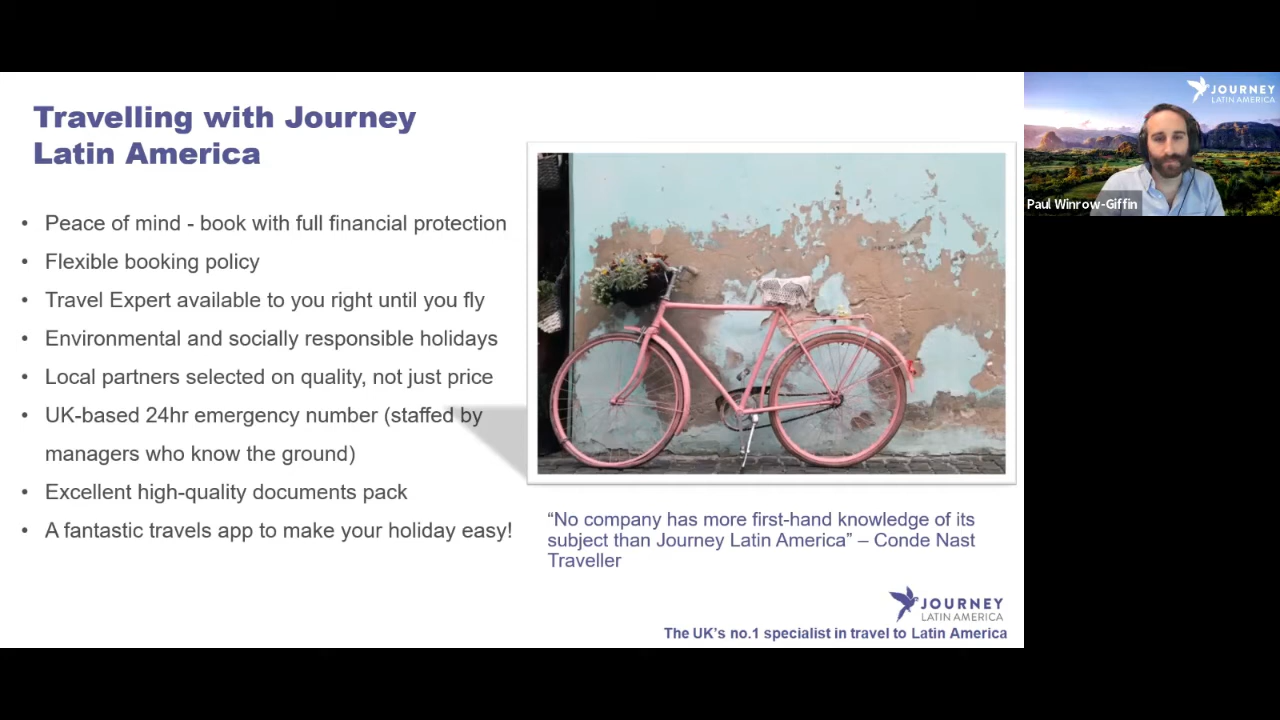 Travelling with Journey
Latin America
• Peace of mind - book with full financial protection
• Flexible booking policy
• Travel Expert available to you right until you fly
• Environmental and socially responsible holidays
• Local partners selected on quality, not just price
• UK-based 24hr emergency number (staffed by
managers who know the ground)
• Excellent high-quality documents pack
• A fantastic travels app to make your holiday easy!
“No company has more first-hand knowledge of its
subject than Journey Latin America” – Conde Nast
Traveller
JOURNEY
LATIN AMERICA
The UK's no.1 specialist in travel to Latin America
JOURNEY
LATIN AMERICA
Paul Winrow-Giffin